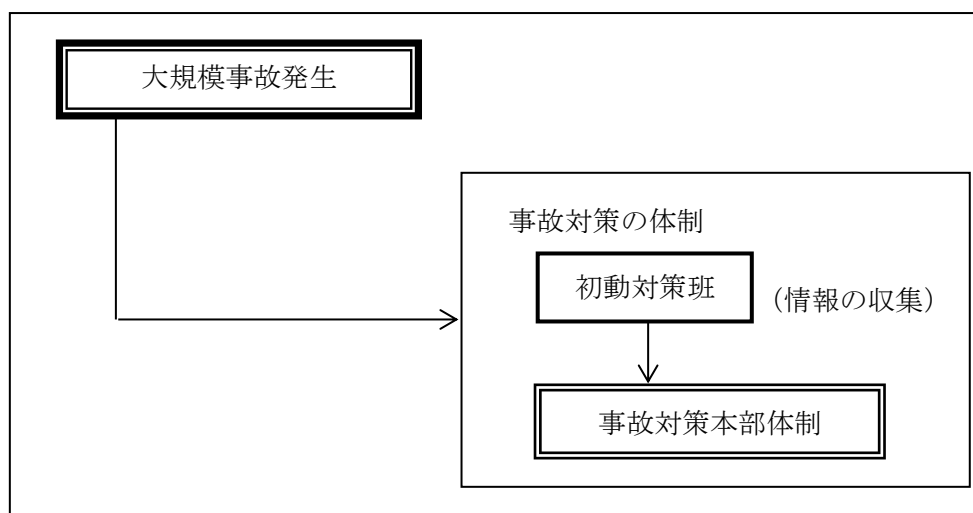 大規模事故発生
事故対策の体制
初動対策班
（情報の収集）
事故対策本部体制